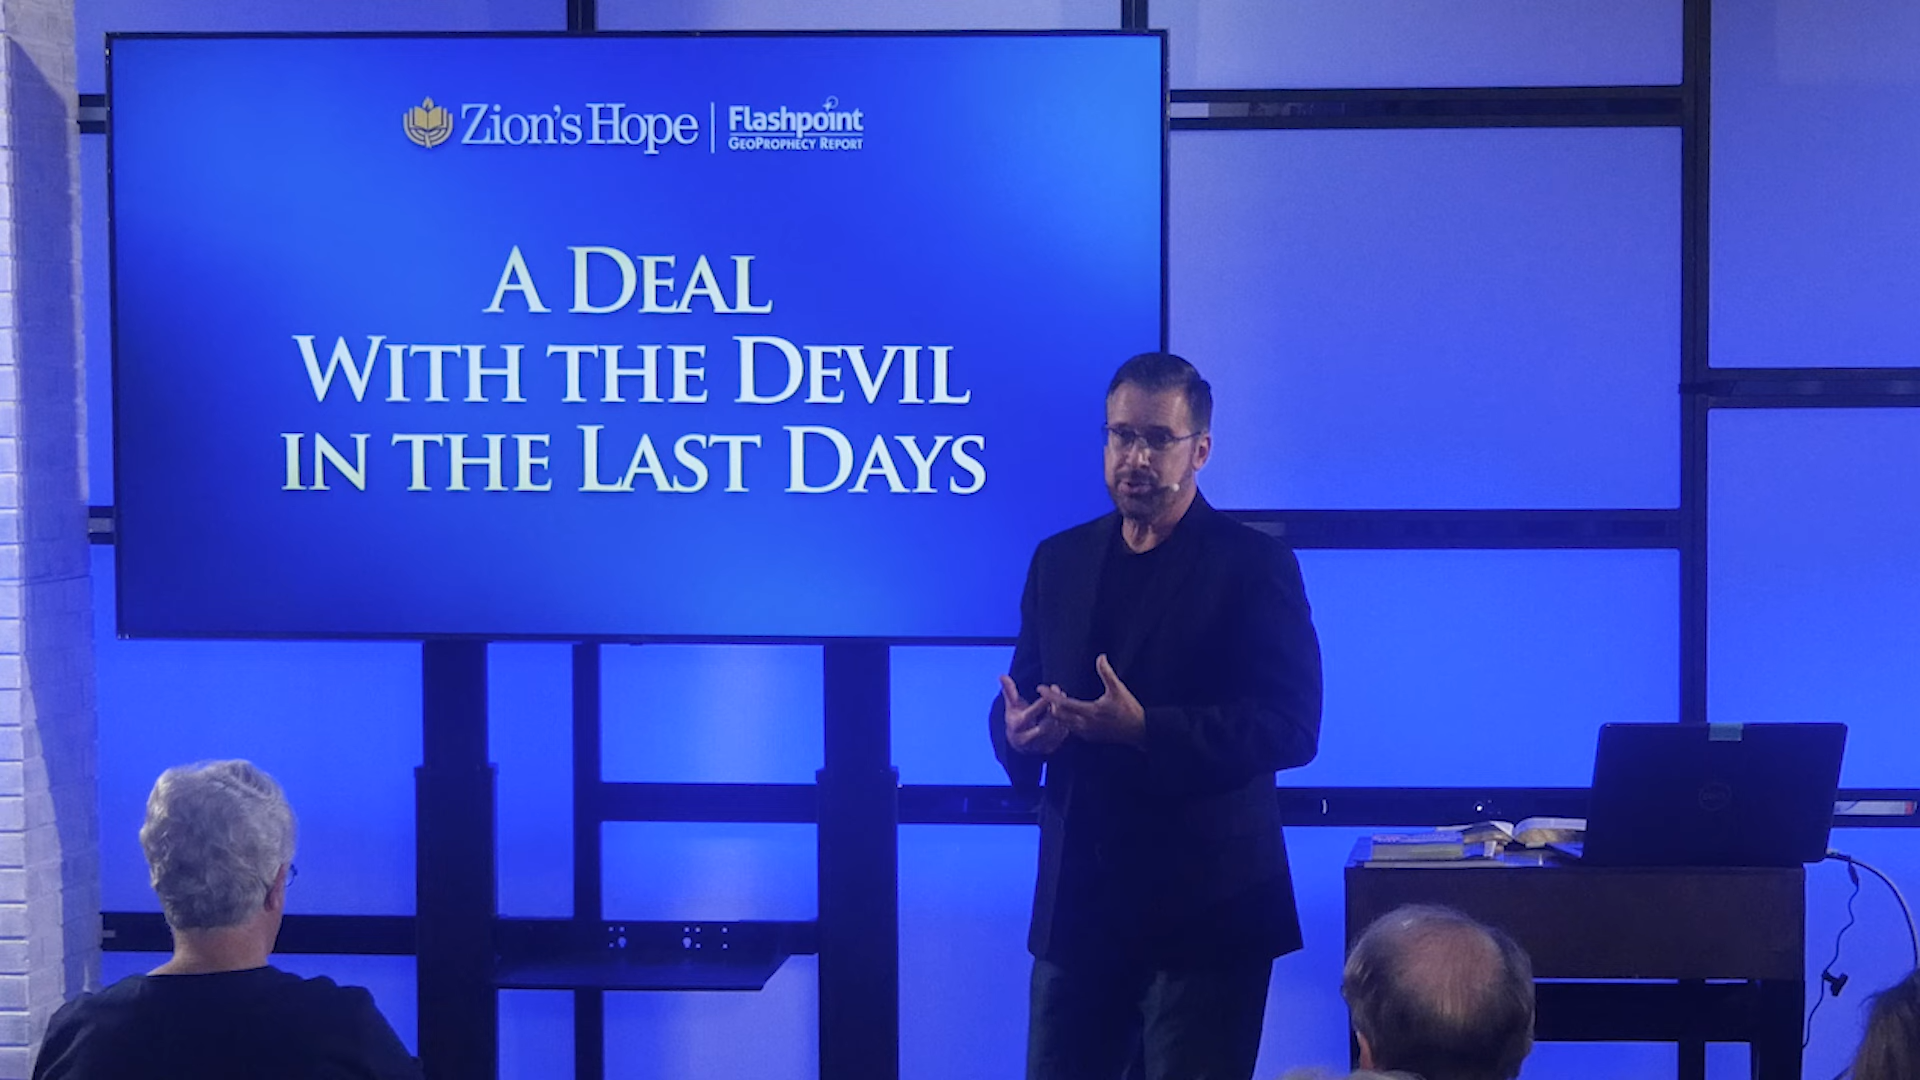 Zion's Hope | Flashpoint
GEOPROPHECY REPORT
A DEAL
WITH THE DEVIL
IN THE LAST DAYS